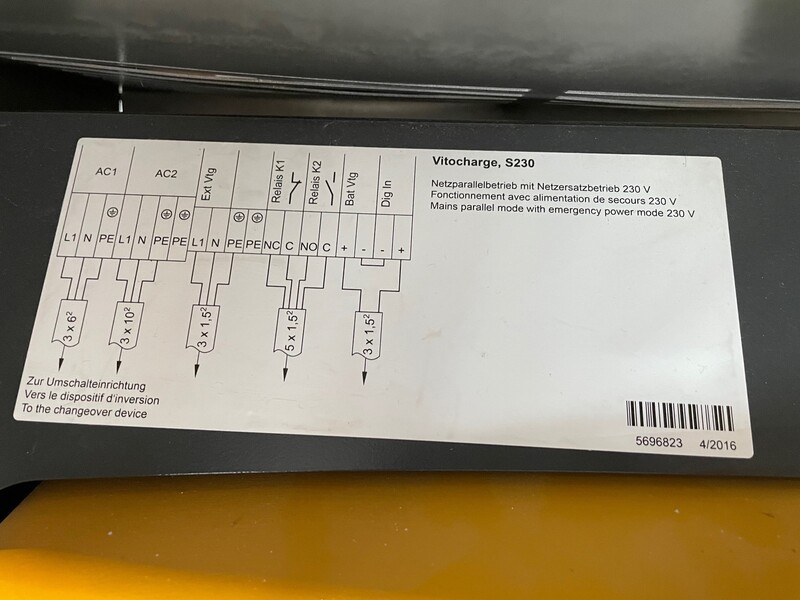 Vitocharge, S230
Netzparallelbetrieb mit Netzersatzbetrieb 230 V
Fonctionnement avec alimentation de secours 230 V
Mains parallel mode with emergency power mode 230 V
AC1 AC2 Ext Vtg Relais K1 Relais K2 Bat Vtg Dig In
L1 N PE L1 N PE PE L1 N PE PE NC C NO C + - - +
3 x 6² 3 x 10² 3 x 1,5² 5 x 1,5² 3 x 1,5²
Zur Umschalteinrichtung
Vers le dispositif d'inversion
To the changeover device
5696823 4/2016